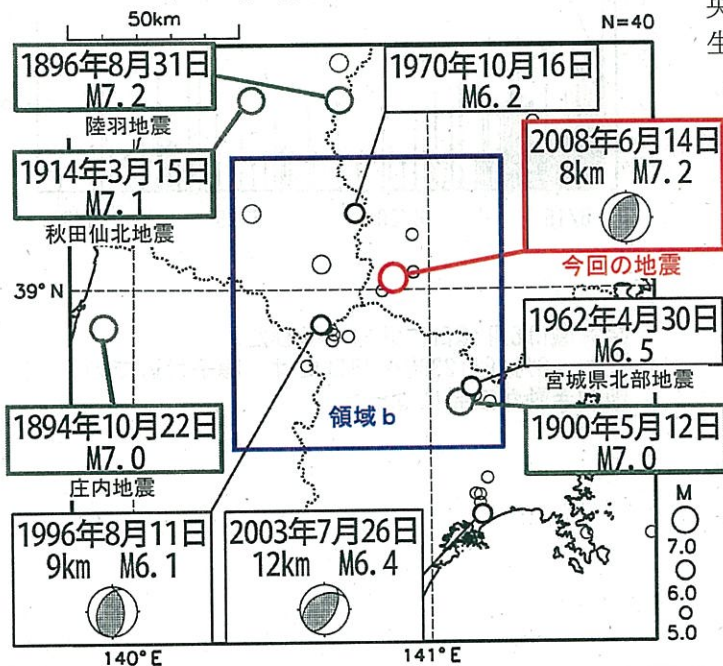 50km
N=40
央
生
1896年8月31日
M7.2
陸羽地震
1970年10月16日
M6.2
1914年3月15日
M7.1
秋田仙北地震
2008年6月14日
8km M7.2
今回の地震
39°N
1962年4月30日
M6.5
宮城県北部地震
領域b
1894年10月22日
M7.0
庄内地震
1900年5月12日
M7.0
1996年8月11日
9km M6.1
2003年7月26日
12km M6.4
M
7.0
6.0
5.0
140°E
141°E